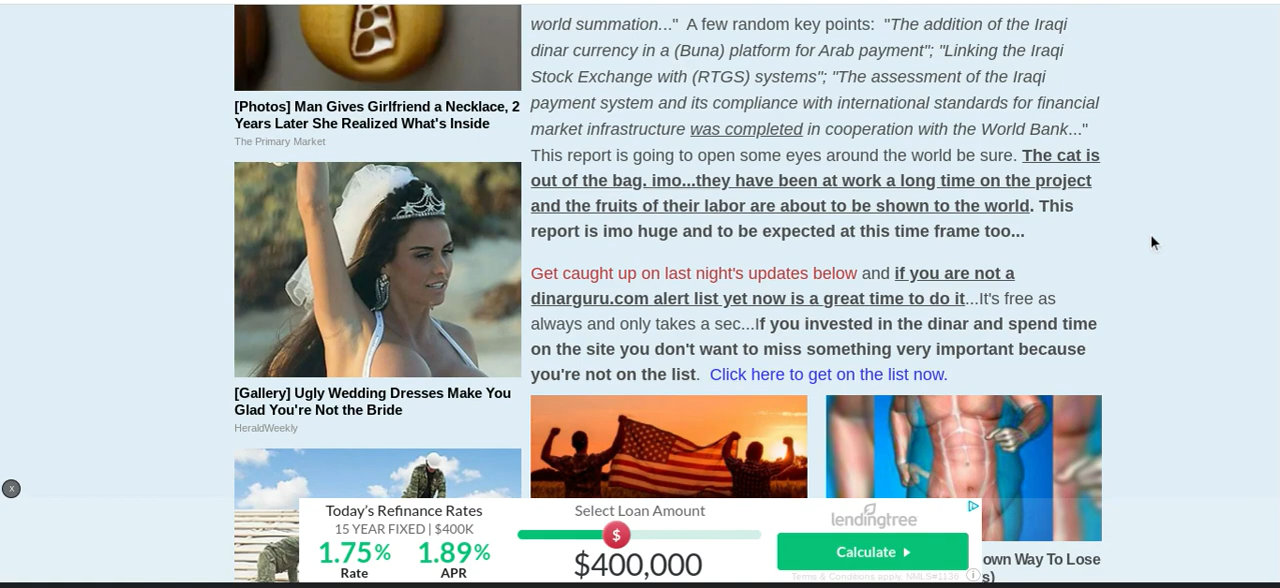 [Photos] Man Gives Girlfriend a Necklace, 2
Years Later She Realized What's Inside
The Primary Market
[Gallery] Ugly Wedding Dresses Make You
Glad You're Not the Bride
HeraldWeekly
world summation..." A few random key points: "The addition of the Iraqi
dinar currency in a (Buna) platform for Arab payment"; "Linking the Iraqi
Stock Exchange with (RTGS) systems"; "The assessment of the Iraqi
payment system and its compliance with international standards for financial
market infrastructure was completed in cooperation with the World Bank..."
This report is going to open some eyes around the world be sure. The cat is
out of the bag. imo...they have been at work a long time on the project
and the fruits of their labor are about to be shown to the world. This
report is imo huge and to be expected at this time frame too...
Get caught up on last night's updates below and if you are not a
dinarguru.com alert list yet now is a great time to do it...It's free as
always and only takes a sec...If you invested in the dinar and spend time
on the site you don't want to miss something very important because
you're not on the list. Click here to get on the list now.
own Way To Lose
s)
x
Today's Refinance Rates
15 YEAR FIXED | $400K
1.75% 1.89%
Rate APR
Select Loan Amount
$
$400,000
lendingtree
Calculate
Terms & Conditions apply. NMLS#1136